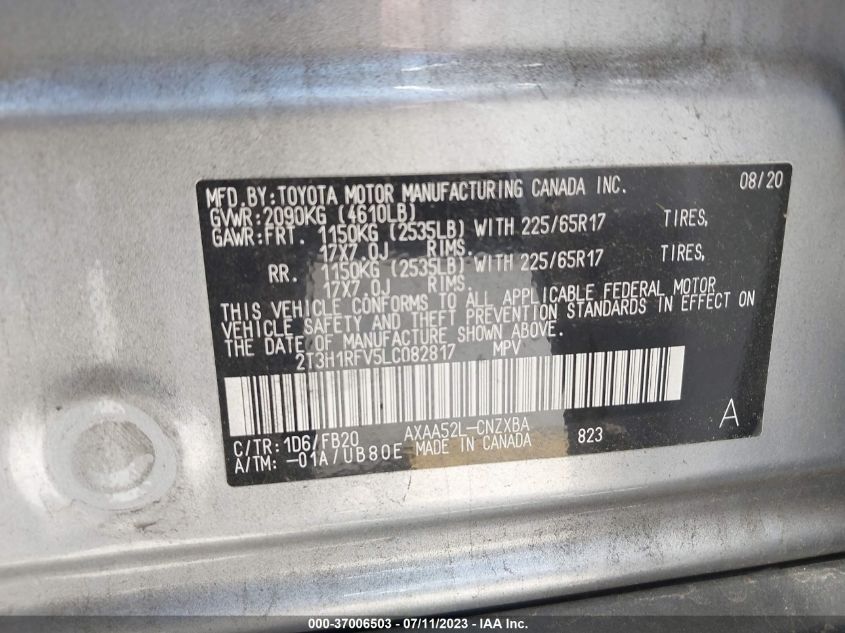 MFD.BY:TOYOTA MOTOR MANUFACTURING CANADA INC. 08/20
GVWR:2090KG (4610LB)
GAWR:FRT. 1150KG (2535LB) WITH 225/65R17 TIRES,
17X7.0J RIMS.
RR. 1150KG (2535LB) WITH 225/65R17 TIRES,
17X7.0J RIMS.
THIS VEHICLE CONFORMS TO ALL APPLICABLE FEDERAL MOTOR
VEHICLE SAFETY AND THEFT PREVENTION STANDARDS IN EFFECT ON
THE DATE OF MANUFACTURE SHOWN ABOVE.
2T3H1RFV5LC082817 MPV
C/TR:1D6/FB20 AXAA52L-CNZXBA A
A/TM: -01A/UB80E MADE IN CANADA 823
000-37006503 - 07/11/2023 - IAAI.com